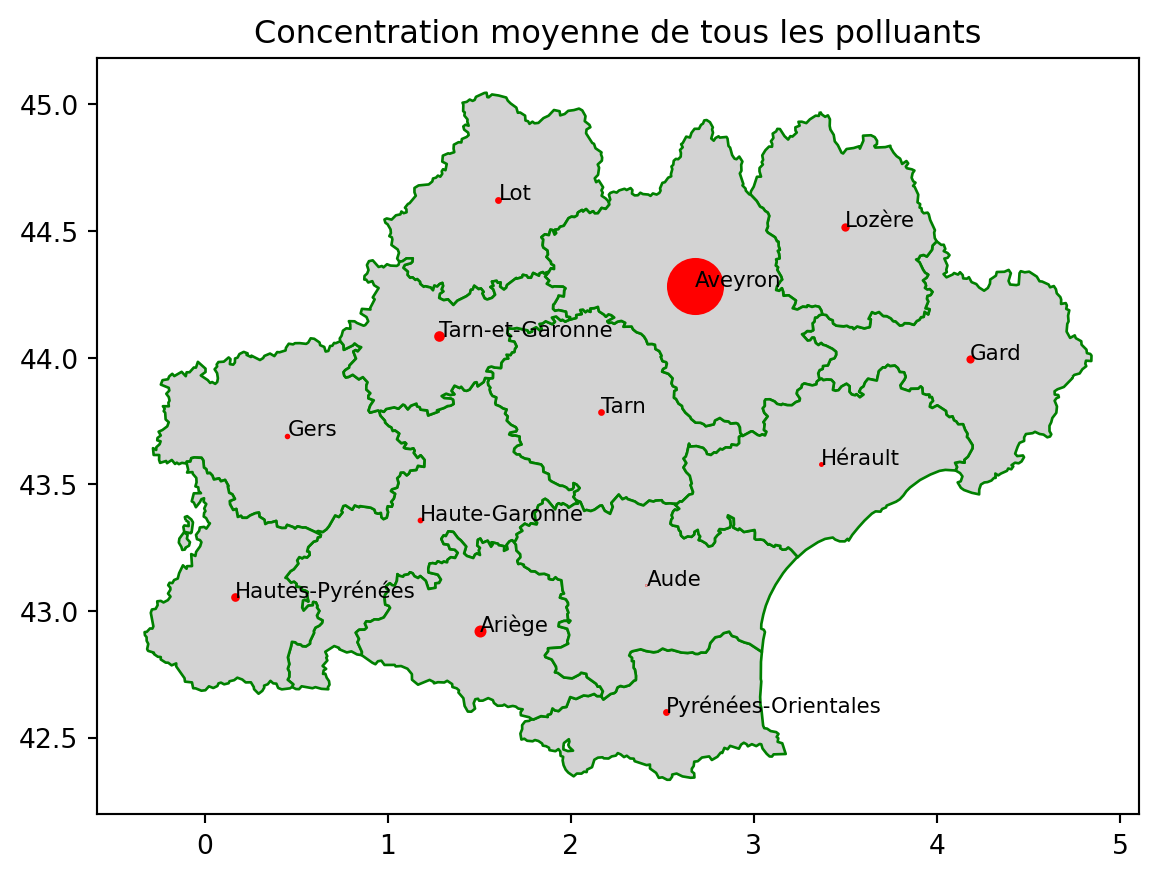 Concentration moyenne de tous les polluants
45.0
44.5
44.0
43.5
43.0
42.5
Lot
Lozère
Aveyron
Tarn-et-Garonne
Gard
Tarn
Gers
Hérault
Haute-Garonne
Aude
Hautes-Pyrénées
Ariège
Pyrénées-Orientales
0 1 2 3 4 5